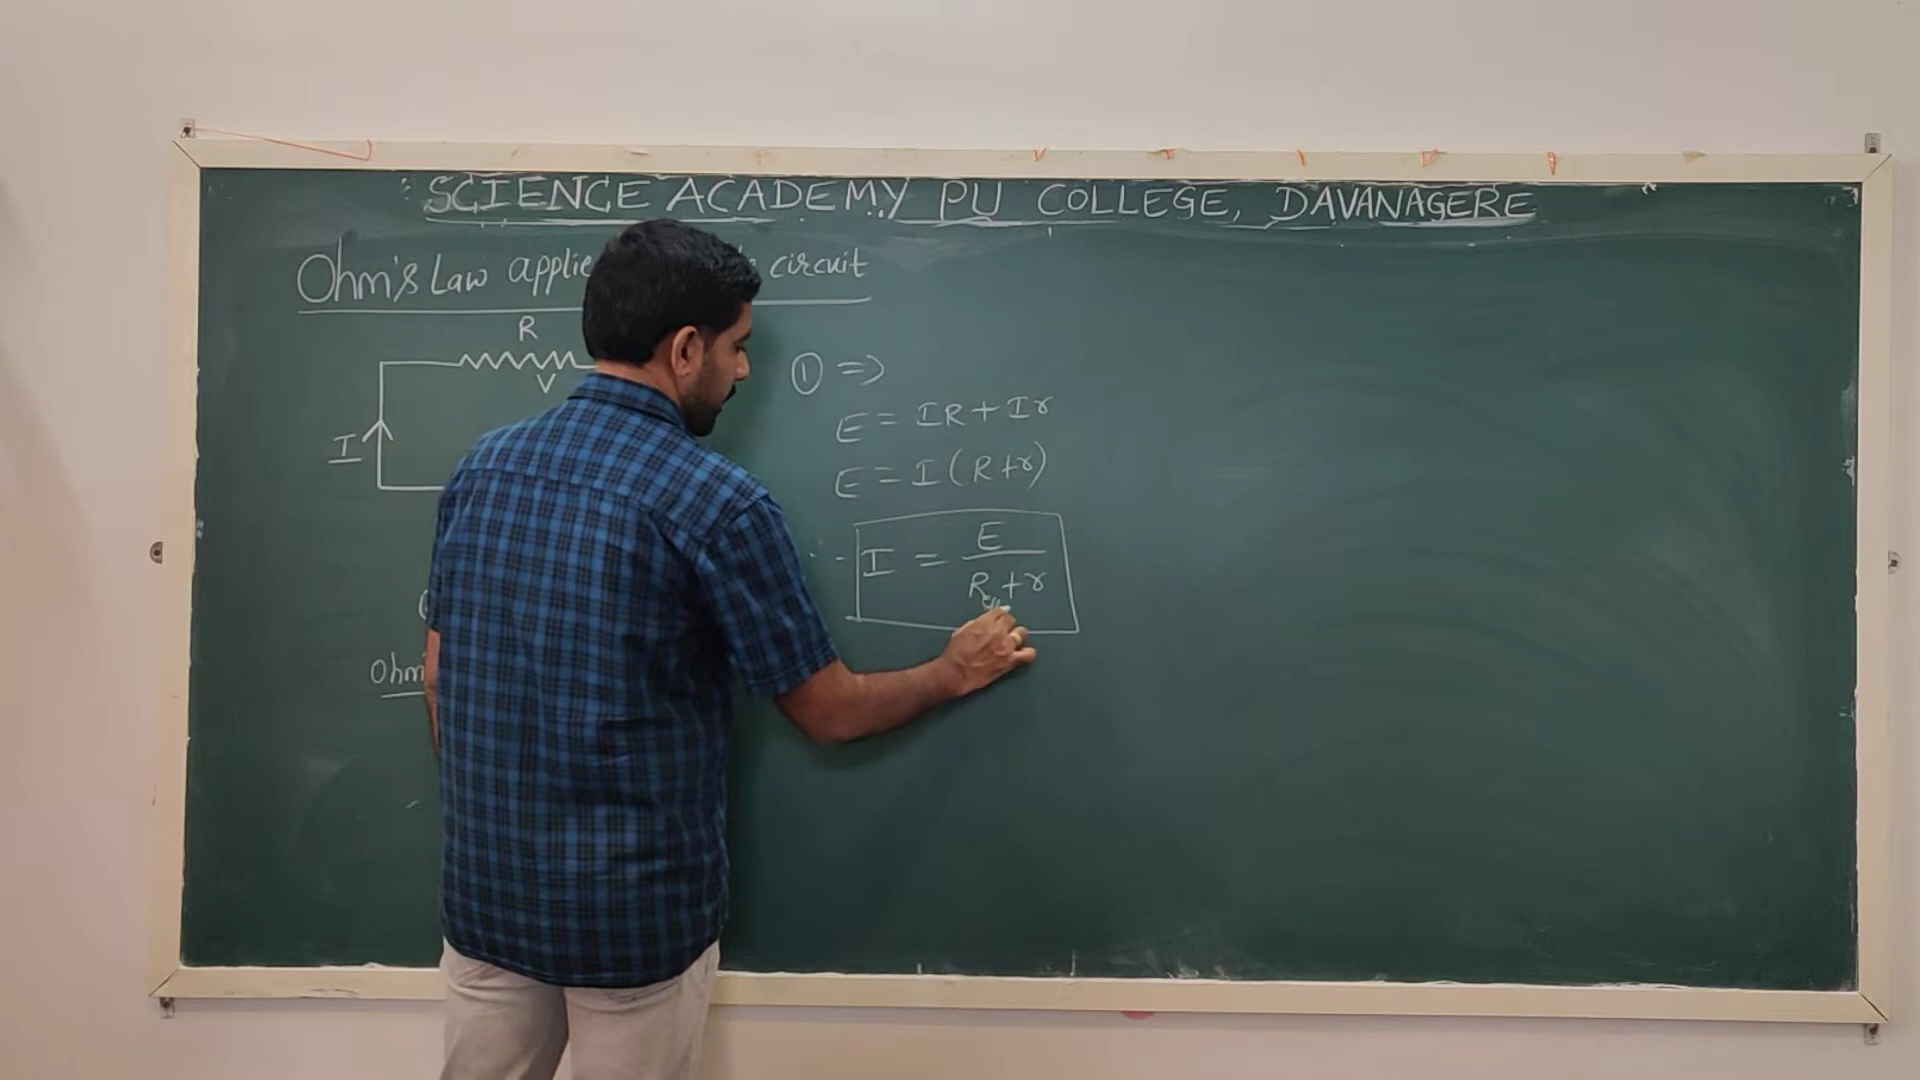 SCIENCE ACADEMY PU COLLEGE, DAVANAGERE
Ohm's Law applie circuit
R
V
I
① =>
E = IR + Ir
E = I (R+r)
I = E / R+r
Ohm